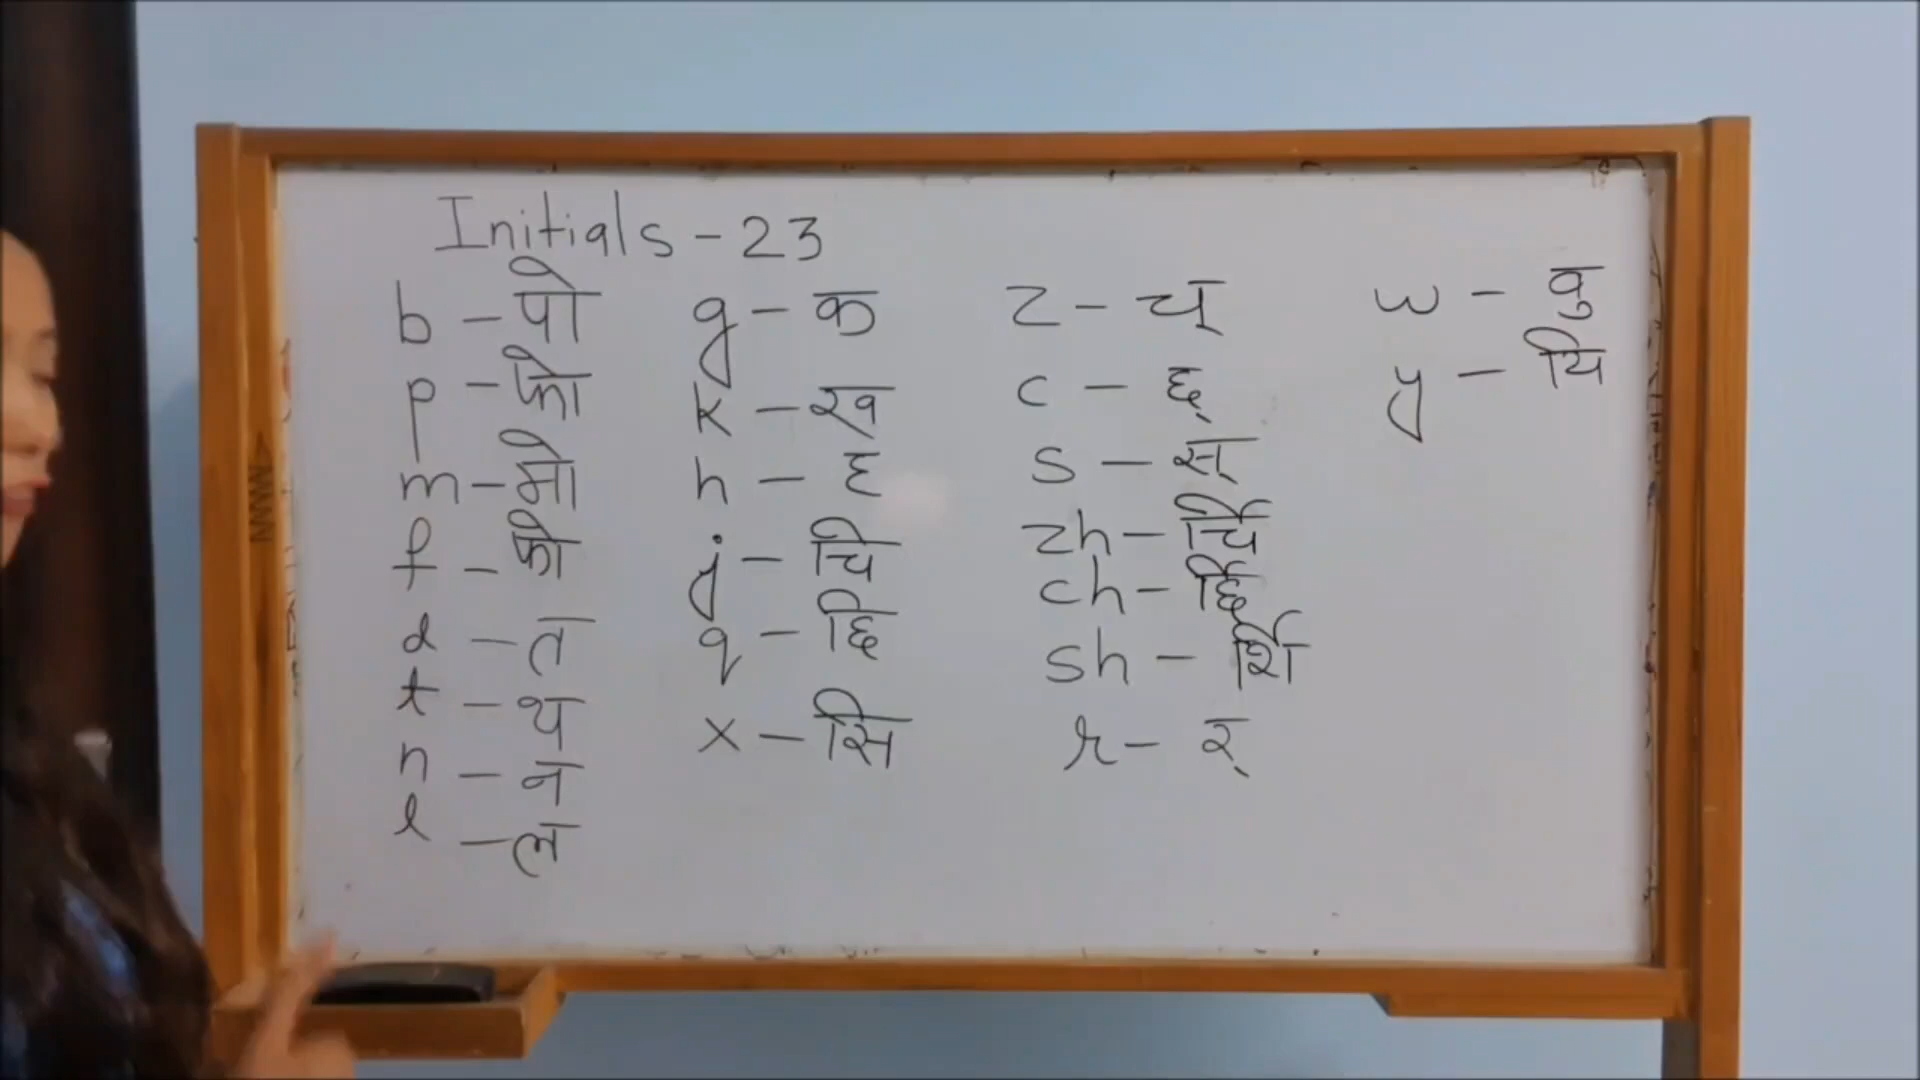 Initials - 23
b - पो
p - फो
m - मो
f - फो
d - त
t - थ
n - न
l - ल
g - क
k - ख
h - ह
j - चि
q - छि
x - सि
z - च्
c - छ्
s - स्
zh - र्चि
ch - र्छि
sh - र्शि
r - र्
w - वु
y - यि